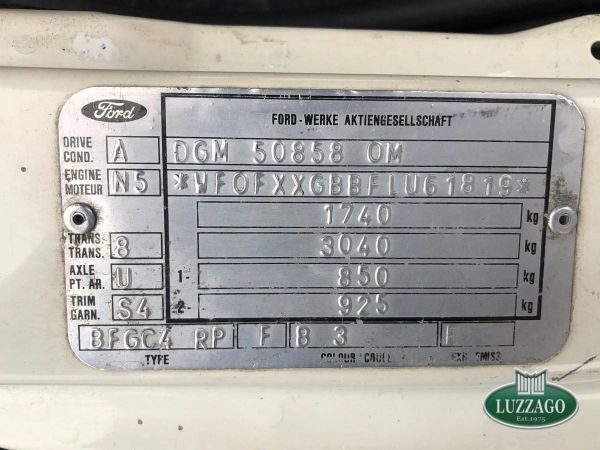 Ford
FORD-WERKE AKTIENGESELLSCHAFT
DRIVE COND. A DGM 50858 OM
ENGINE MOTEUR N5 *WFOFXXGBBFLU61819*
1740 kg
TRANS. TRANS. 8 3040 kg
AXLE PT. AR. U 1- 850 kg
TRIM GARN. S4 2- 925 kg
BFGC4 RP F B 3
TYPE COLOUR
LUZZAGO
Est.1975